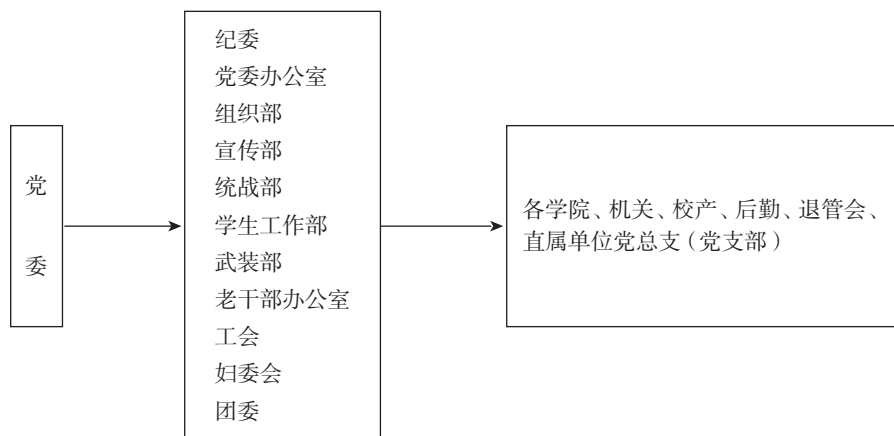 党
委
纪委
党委办公室
组织部
宣传部
统战部
学生工作部
武装部
老干部办公室
工会
妇委会
团委
各学院、机关、校产、后勤、退管会、
直属单位党总支(党支部)